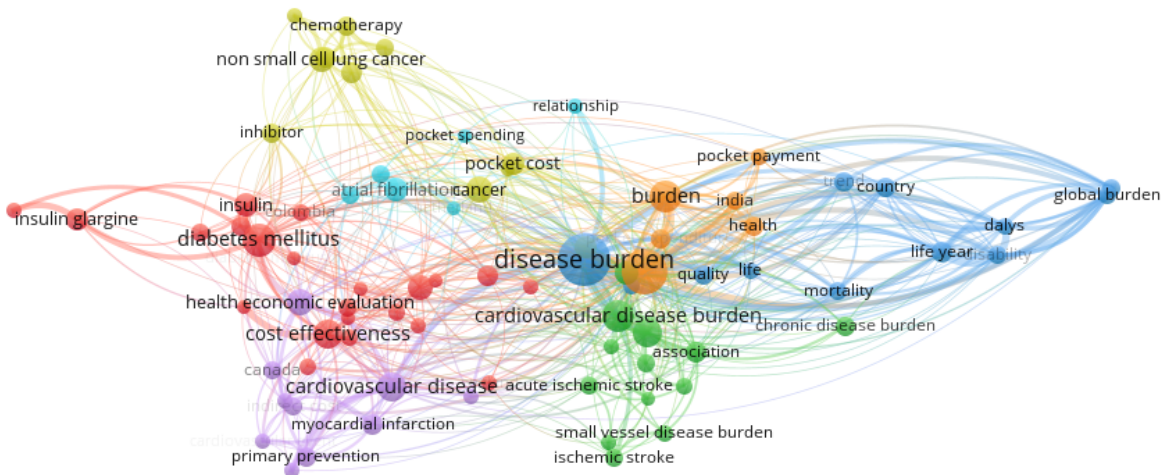 chemotherapy
non small cell lung cancer
relationship
inhibitor
pocket spending
pocket payment
pocket cost
trend
country
atrial fibrillation
cancer
burden
global burden
insulin
india
colombia
insulin glargine
health
dalys
diabetes mellitus
disease burden
life year
disability
quality
life
mortality
health economic evaluation
cardiovascular disease burden
chronic disease burden
cost effectiveness
association
canada
cardiovascular disease
acute ischemic stroke
myocardial infarction
small vessel disease burden
primary prevention
ischemic stroke